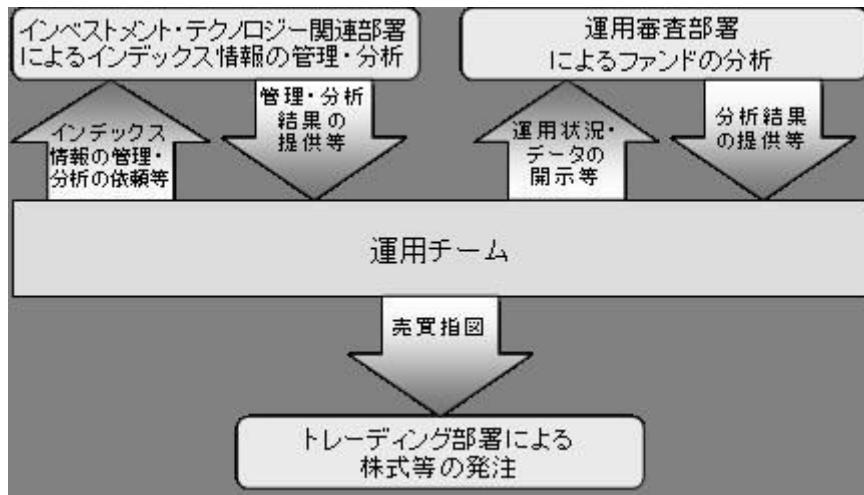 インベストメント・テクノロジー関連部署
によるインデックス情報の管理・分析
運用審査部署
によるファンドの分析
インデックス
情報の管理・
分析の依頼等
管理・分析
結果の
提供等
運用状況・
データの
開示等
分析結果
の提供等
運用チーム
売買指図
トレーディング部署による
株式等の発注